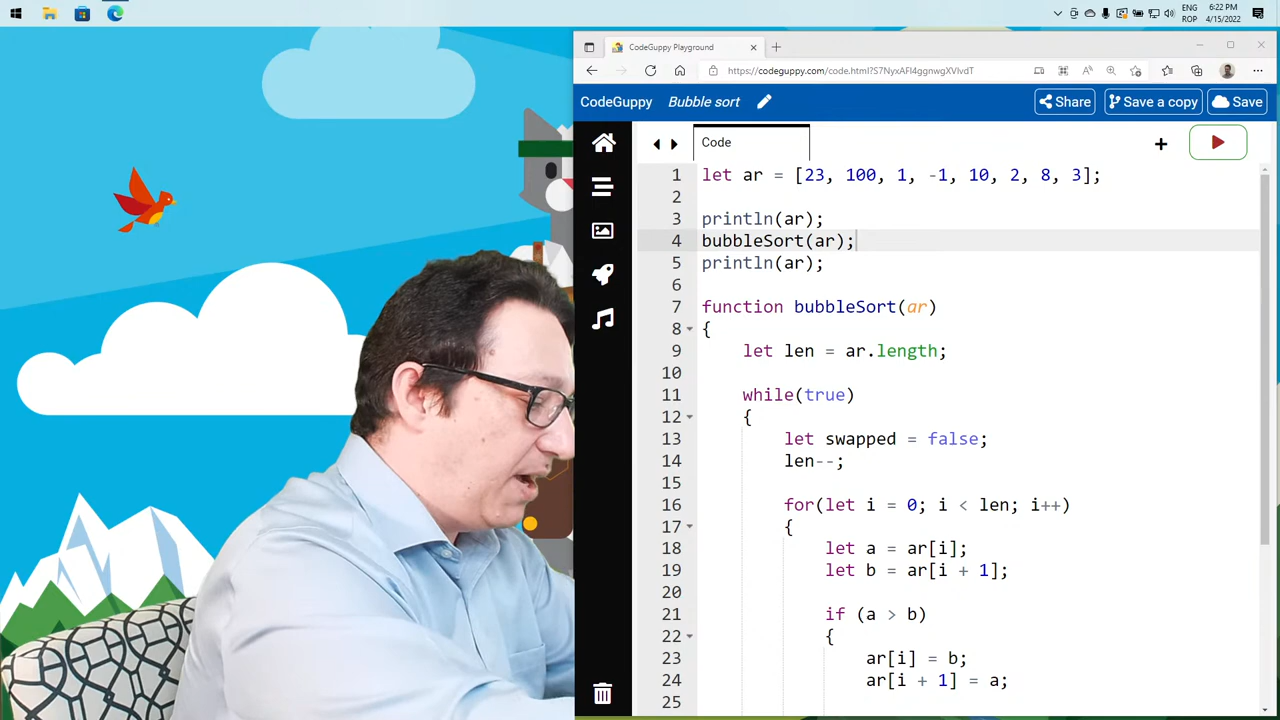 6:22 PM
4/15/2022
ENG
ROP
CodeGuppy Playground
https://codeguppy.com/code.html?S7NyxAFl4ggnwgXVlvdT
CodeGuppy
Bubble sort
Share
Save a copy
Save
Code
1 let ar = [23, 100, 1, -1, 10, 2, 8, 3];
2
3 println(ar);
4 bubbleSort(ar);
5 println(ar);
6
7 function bubbleSort(ar)
8 {
9 let len = ar.length;
10
11 while(true)
12 {
13 let swapped = false;
14 len--;
15
16 for(let i = 0; i < len; i++)
17 {
18 let a = ar[i];
19 let b = ar[i + 1];
20
21 if (a > b)
22 {
23 ar[i] = b;
24 ar[i + 1] = a;
25